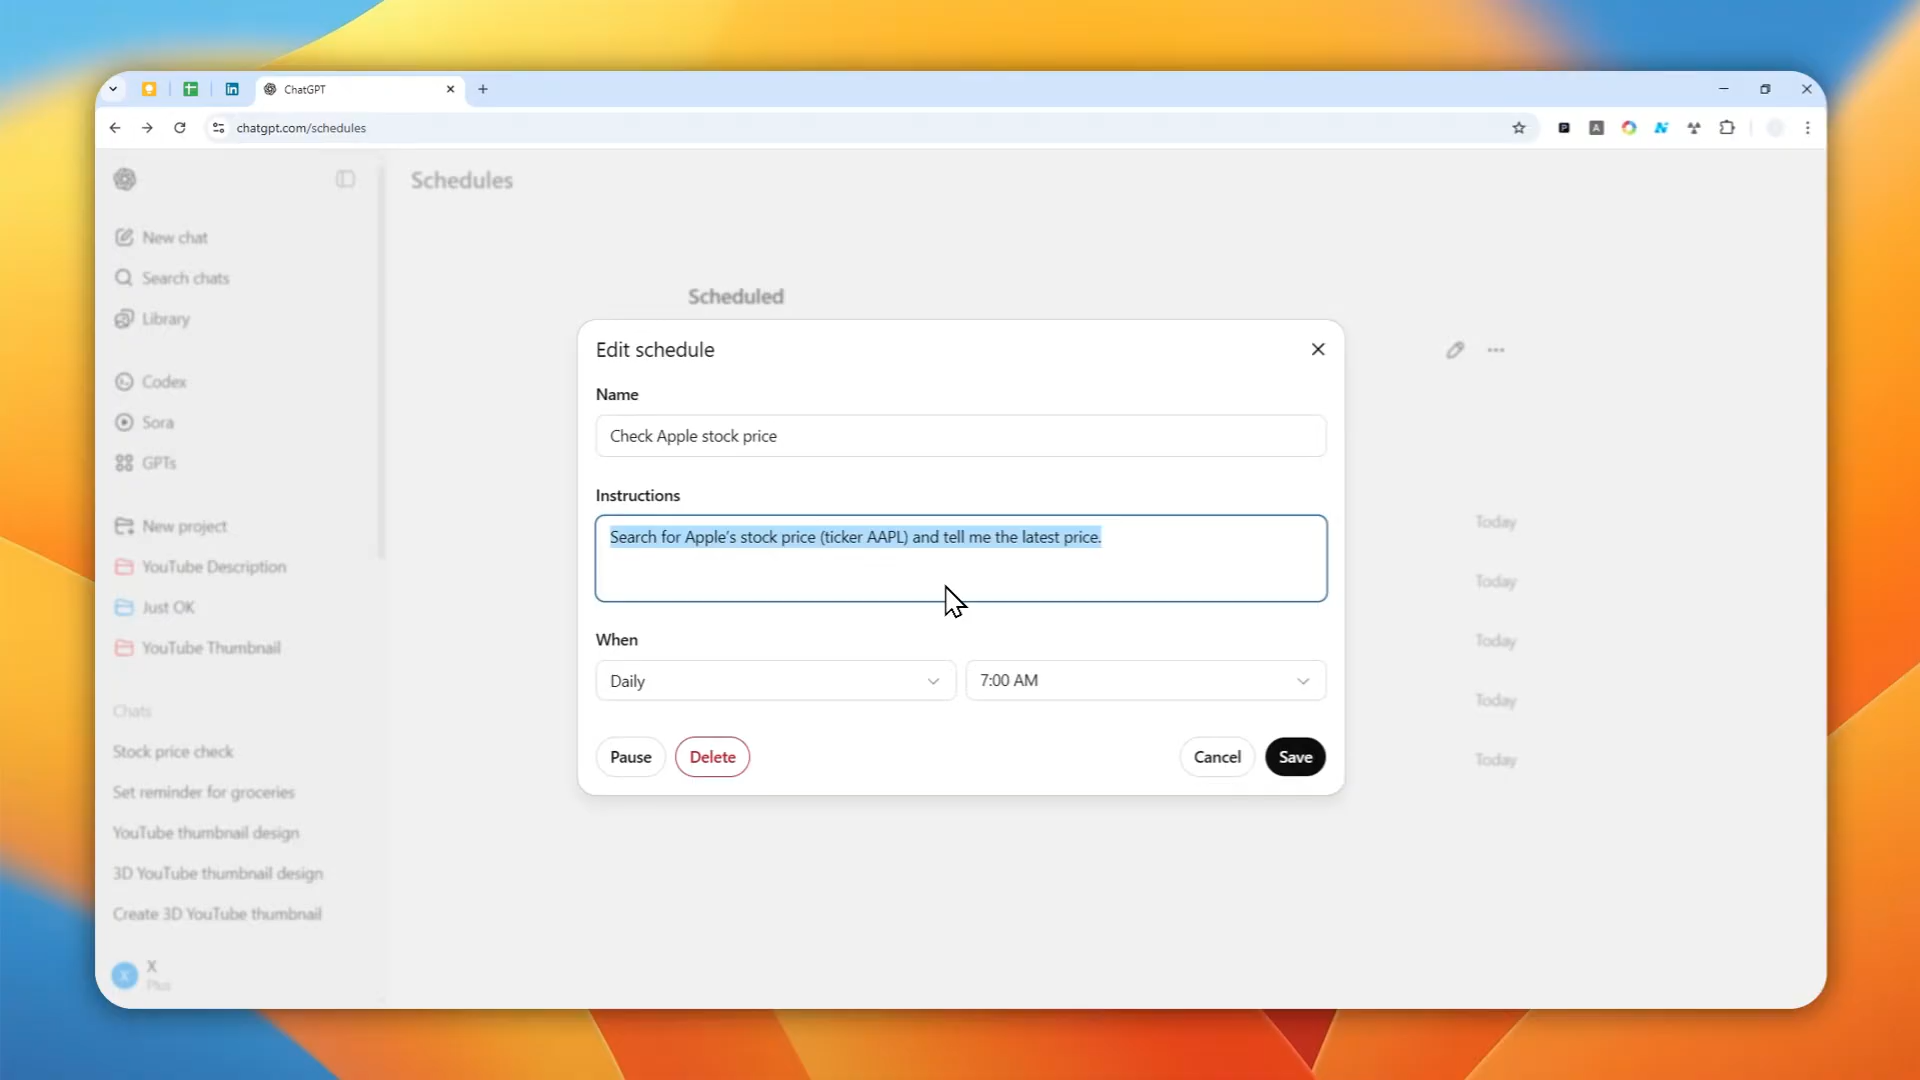 ChatGPT
chatgpt.com/schedules
Schedules
New chat
Search chats
Library
Codex
Sora
GPTs
New project
YouTube Description
Just OK
YouTube Thumbnail
Chats
Stock price check
Set reminder for groceries
YouTube thumbnail design
3D YouTube thumbnail design
Create 3D YouTube thumbnail
X
X
Plus
Scheduled
Edit schedule
Name
Check Apple stock price
Instructions
Search for Apple's stock price (ticker AAPL) and tell me the latest price.
When
Daily
7:00 AM
Pause
Delete
Cancel
Save
Today
Today
Today
Today
Today